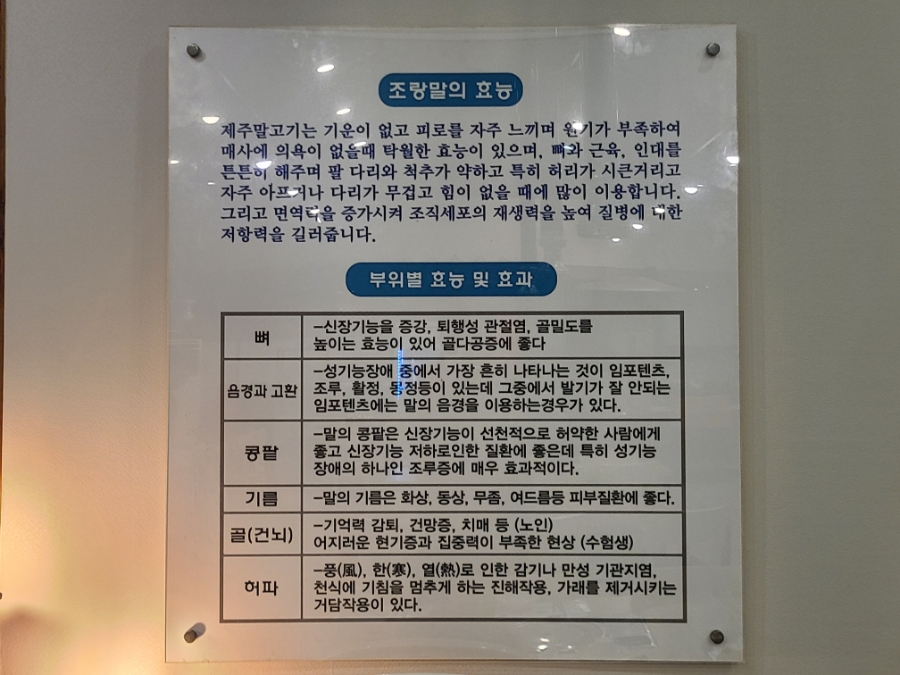 조랑말의 효능
제주말고기는 기운이 없고 피로를 자주 느끼며 원기가 부족하여
매사에 의욕이 없을때 탁월한 효능이 있으며, 뼈와 근육, 인대를
튼튼히 해주며 팔 다리와 척추가 약하고 특히 허리가 시큰거리고
자주 아프거나 다리가 무겁고 힘이 없을 때에 많이 이용합니다.
그리고 면역력을 증가시켜 조직세포의 재생력을 높여 질병에 대한
저항력을 길러줍니다.
부위별 효능 및 효과
뼈
-신장기능을 증강, 퇴행성 관절염, 골밀도를
높이는 효능이 있어 골다공증에 좋다
음경과 고환
-성기능장애 중에서 가장 흔히 나타나는 것이 임포텐츠,
조루, 활정, 몽정등이 있는데 그중에서 발기가 잘 안되는
임포텐츠에는 말의 음경을 이용하는경우가 있다.
콩팥
-말의 콩팥은 신장기능이 선천적으로 허약한 사람에게
좋고 신장기능 저하로인한 질환에 좋은데 특히 성기능
장애의 하나인 조루증에 매우 효과적이다.
기름
-말의 기름은 화상, 동상, 무좀, 여드름등 피부질환에 좋다.
골(건뇌)
-기억력 감퇴, 건망증, 치매 등 (노인)
어지러운 현기증과 집중력이 부족한 현상 (수험생)
허파
-풍(風), 한(寒), 열(熱)로 인한 감기나 만성 기관지염,
천식에 기침을 멈추게 하는 진해작용, 가래를 제거시키는
거담작용이 있다.